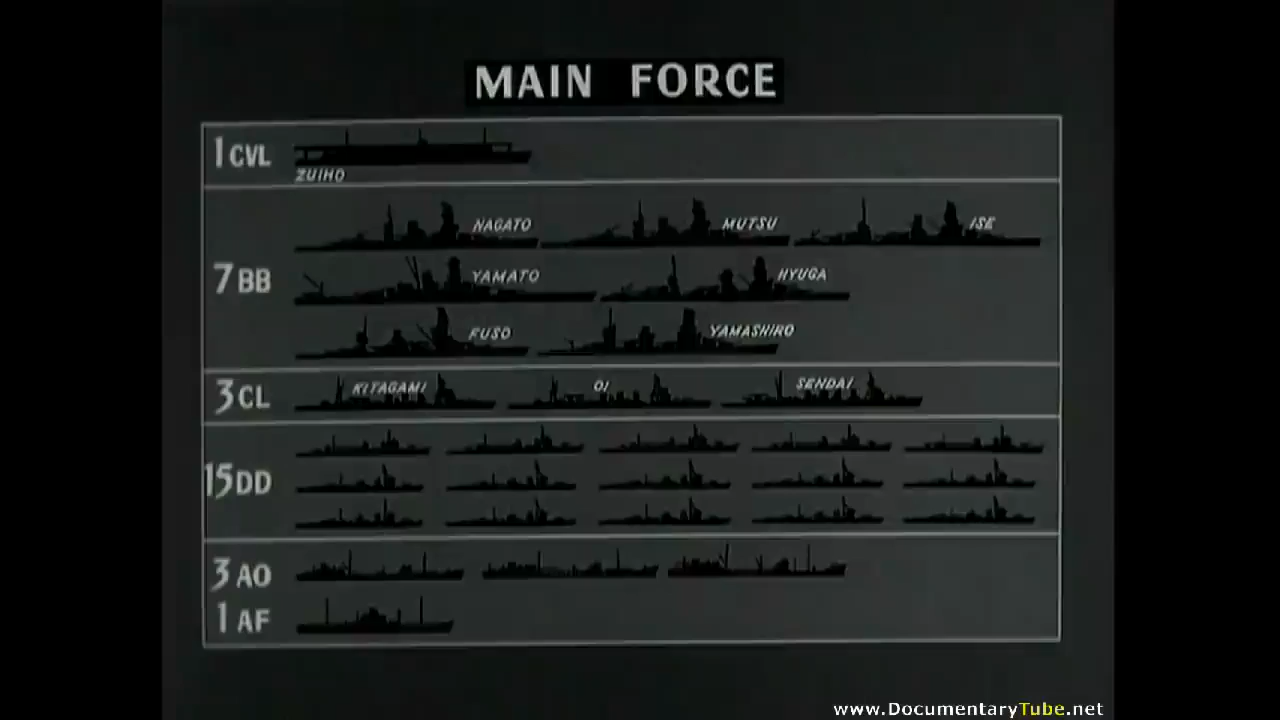 MAIN FORCE
1 CVL
ZUIHO
NAGATO MUTSU ISE
7 BB
YAMATO HYUGA
FUSO YAMASHIRO
3 CL
KITAGAMI OI SENDAI
15 DD
3 AO
1 AF
www.DocumentaryTube.net